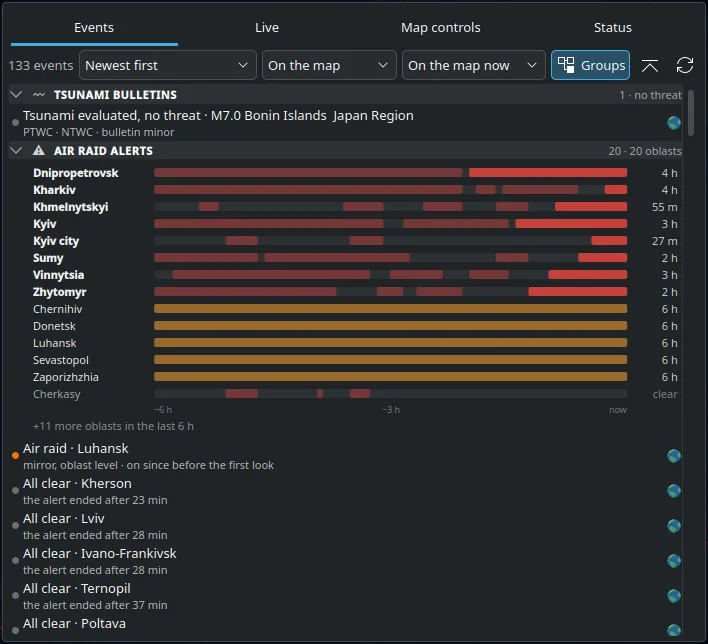 Events Live Map controls Status
133 events Newest first On the map On the map now Groups
TSUNAMI BULLETINS 1 · no threat
Tsunami evaluated, no threat · M7.0 Bonin Islands Japan Region
PTWC · NTWC · bulletin minor
AIR RAID ALERTS 20 · 20 oblasts
Dnipropetrovsk 4 h
Kharkiv 4 h
Khmelnytskyi 55 m
Kyiv 3 h
Kyiv city 27 m
Sumy 2 h
Vinnytsia 3 h
Zhytomyr 2 h
Chernihiv 6 h
Donetsk 6 h
Luhansk 6 h
Sevastopol 6 h
Zaporizhzhia 6 h
Cherkasy clear
−6 h −3 h now
+11 more oblasts in the last 6 h
Air raid · Luhansk
mirror, oblast level · on since before the first look
All clear · Kherson
the alert ended after 23 min
All clear · Lviv
the alert ended after 28 min
All clear · Ivano-Frankivsk
the alert ended after 28 min
All clear · Ternopil
the alert ended after 37 min
All clear · Poltava